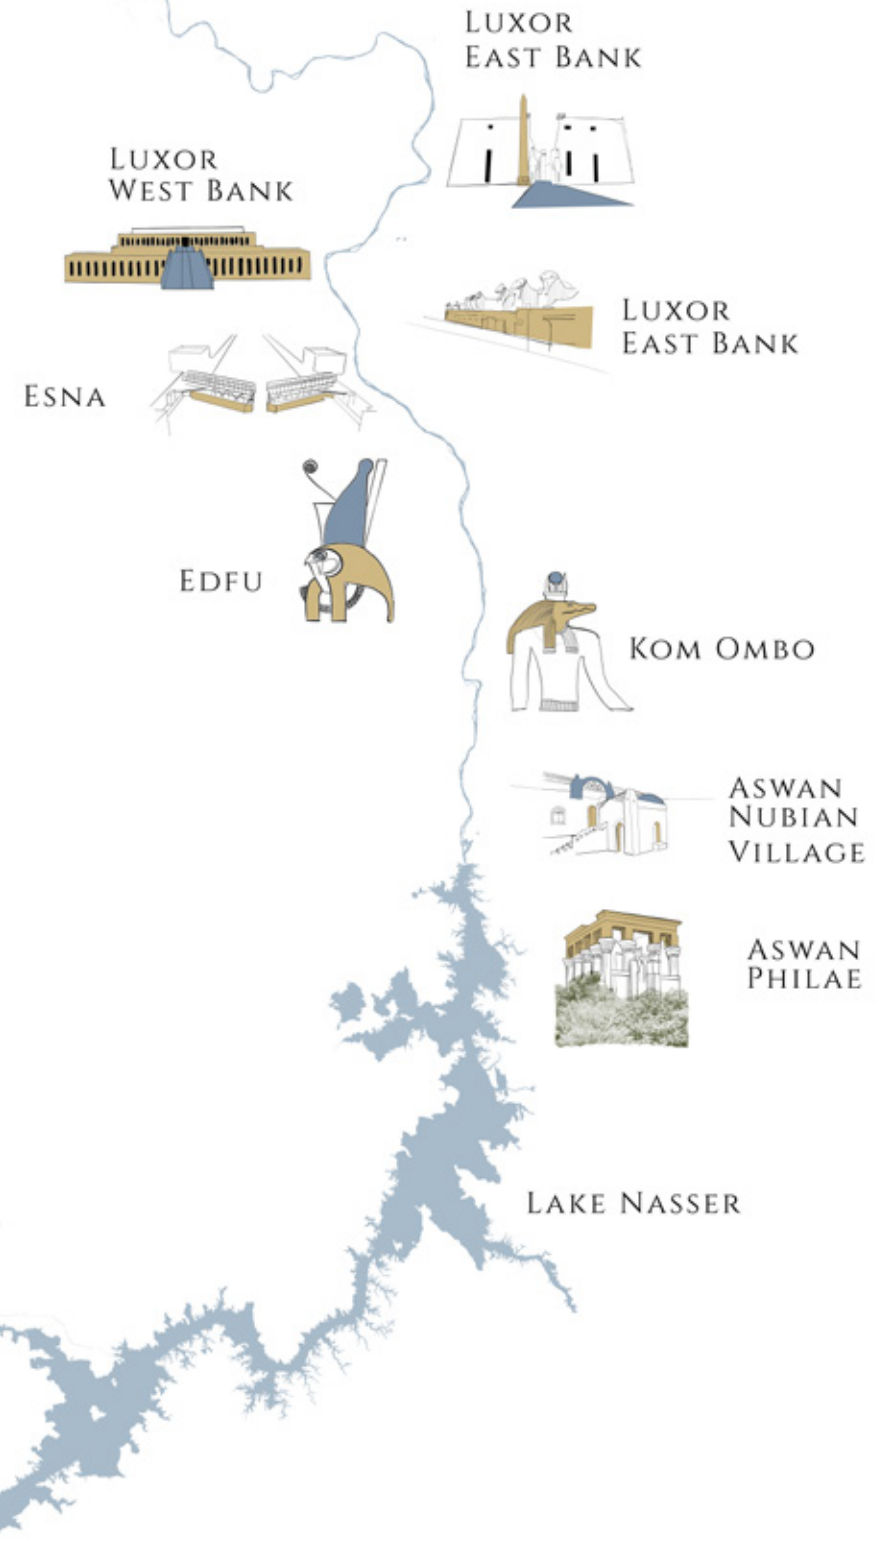 LUXOR
EAST BANK
LUXOR
WEST BANK
LUXOR
EAST BANK
ESNA
EDFU
KOM OMBO
ASWAN
NUBIAN
VILLAGE
ASWAN
PHILAE
LAKE NASSER